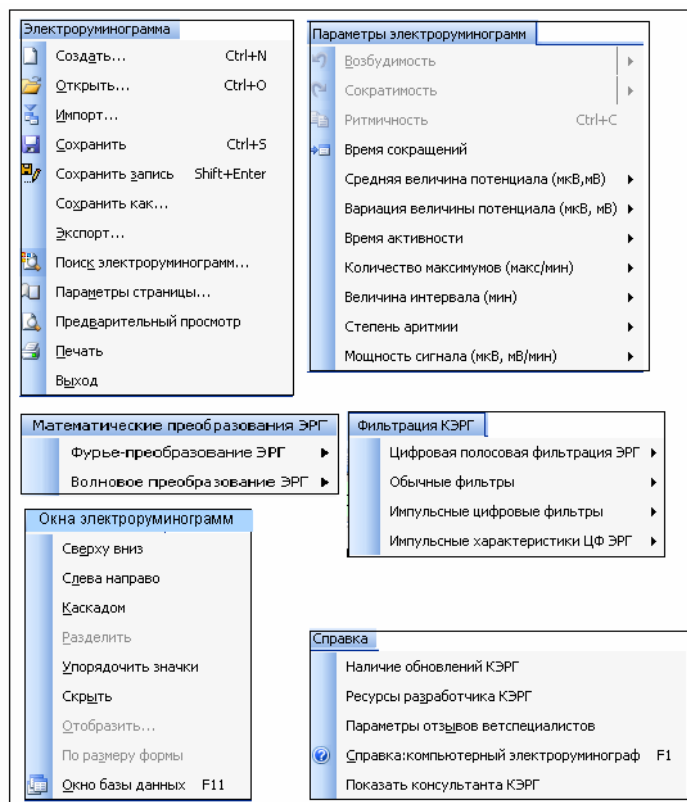 Электроруминограмма
Создать... Ctrl+N
Открыть... Ctrl+O
Импорт...
Сохранить Ctrl+S
Сохранить запись Shift+Enter
Сохранить как...
Экспорт...
Поиск электроруминограмм...
Параметры страницы...
Предварительный просмотр
Печать
Выход
Параметры электроруминограмм
Возбудимость
Сократимость
Ритмичность Ctrl+C
Время сокращений
Средняя величина потенциала (мкВ,мВ)
Вариация величины потенциала (мкВ, мВ)
Время активности
Количество максимумов (макс/мин)
Величина интервала (мин)
Степень аритмии
Мощность сигнала (мкВ, мВ/мин)
Математические преобразования ЭРГ
Фурье-преобразование ЭРГ
Волновое преобразование ЭРГ
Фильтрация КЭРГ
Цифровая полосовая фильтрация ЭРГ
Обычные фильтры
Импульсные цифровые фильтры
Импульсные характеристики ЦФ ЭРГ
Окна электроруминограмм
Сверху вниз
Слева направо
Каскадом
Разделить
Упорядочить значки
Скрыть
Отобразить...
По размеру формы
Окно базы данных F11
Справка
Наличие обновлений КЭРГ
Ресурсы разработчика КЭРГ
Параметры отзывов ветспециалистов
Справка:компьютерный электроруминограф F1
Показать консультанта КЭРГ